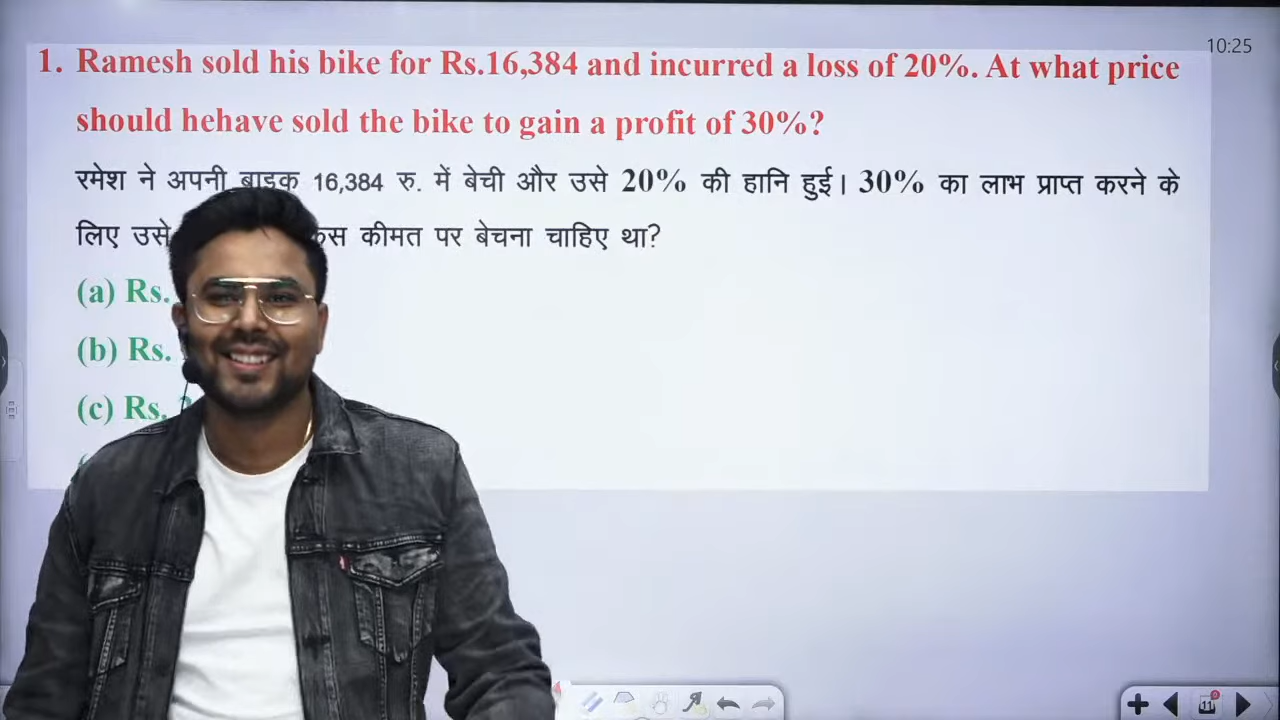 10:25
1. Ramesh sold his bike for Rs.16,384 and incurred a loss of 20%. At what price
should hehave sold the bike to gain a profit of 30%?
रमेश ने अपनी बाइक 16,384 रु. में बेची और उसे 20% की हानि हुई। 30% का लाभ प्राप्त करने के
लिए उसे कीमत पर बेचना चाहिए था?
(a) Rs.
(b) Rs.
(c) Rs.
11